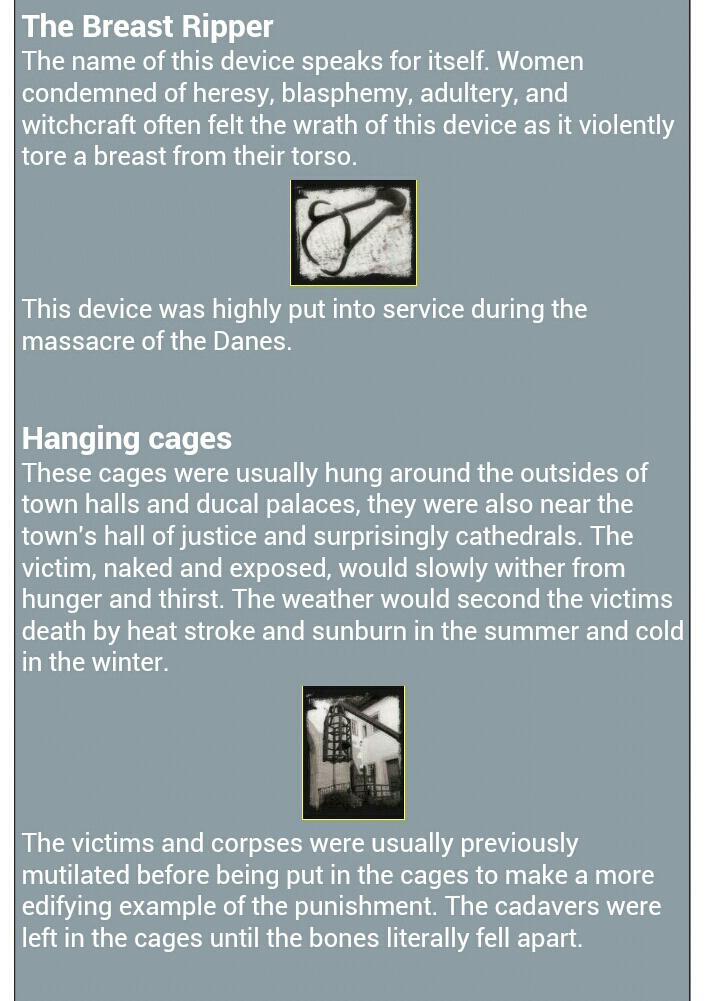 The Breast Ripper
The name of this device speaks for itself. Women
condemned of heresy, blasphemy, adultery, and
witchcraft often felt the wrath of this device as it violently
tore a breast from their torso.
This device was highly put into service during the
massacre of the Danes.
Hanging cages
These cages were usually hung around the outsides of
town halls and ducal palaces, they were also near the
town's hall of justice and surprisingly cathedrals. The
victim, naked and exposed, would slowly wither from
hunger and thirst. The weather would second the victims
death by heat stroke and sunburn in the summer and cold
in the winter.
The victims and corpses were usually previously
mutilated before being put in the cages to make a more
edifying example of the punishment. The cadavers were
left in the cages until the bones literally fell apart.